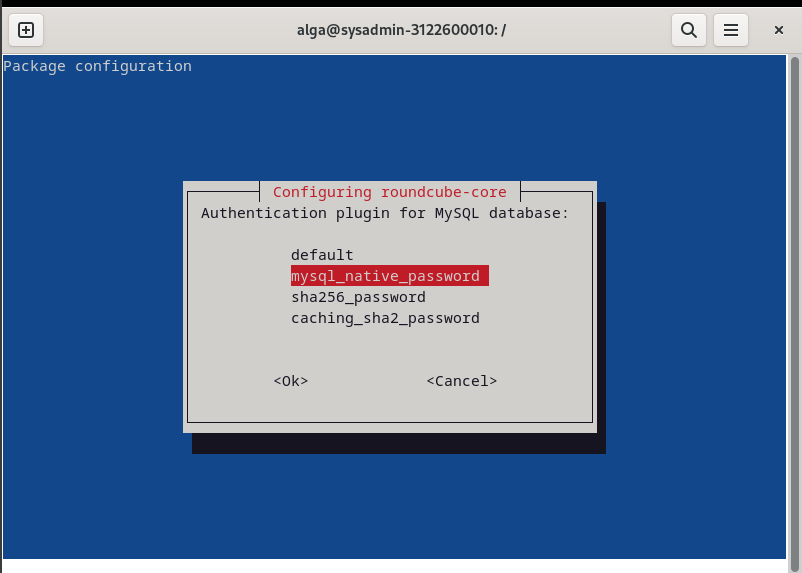 alga@sysadmin-3122600010: /
Package configuration
Configuring roundcube-core
Authentication plugin for MySQL database:
default
mysql_native_password
sha256_password
caching_sha2_password
<Ok> <Cancel>